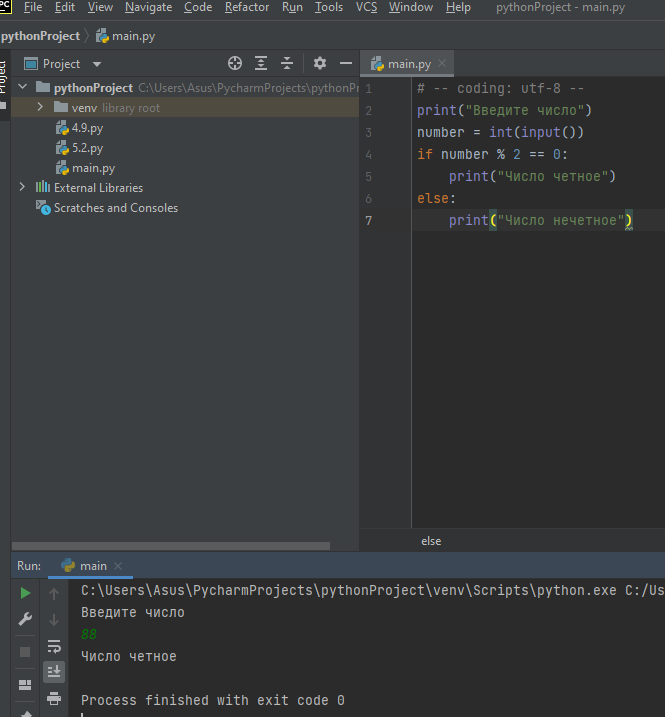 PC File Edit View Navigate Code Refactor Run Tools VCS Window Help pythonProject - main.py
pythonProject main.py
Project
Project
main.py
pythonProject C:\Users\Asus\PycharmProjects\pythonPr
venv library root
4.9.py
5.2.py
main.py
External Libraries
Scratches and Consoles
1 # -- coding: utf-8 --
2 print("Введите число")
3 number = int(input())
4 if number % 2 == 0:
5 print("Число четное")
6 else:
7 print("Число нечетное")
else
Run: main
C:\Users\Asus\PycharmProjects\pythonProject\venv\Scripts\python.exe C:/Us
Введите число
88
Число четное
Process finished with exit code 0